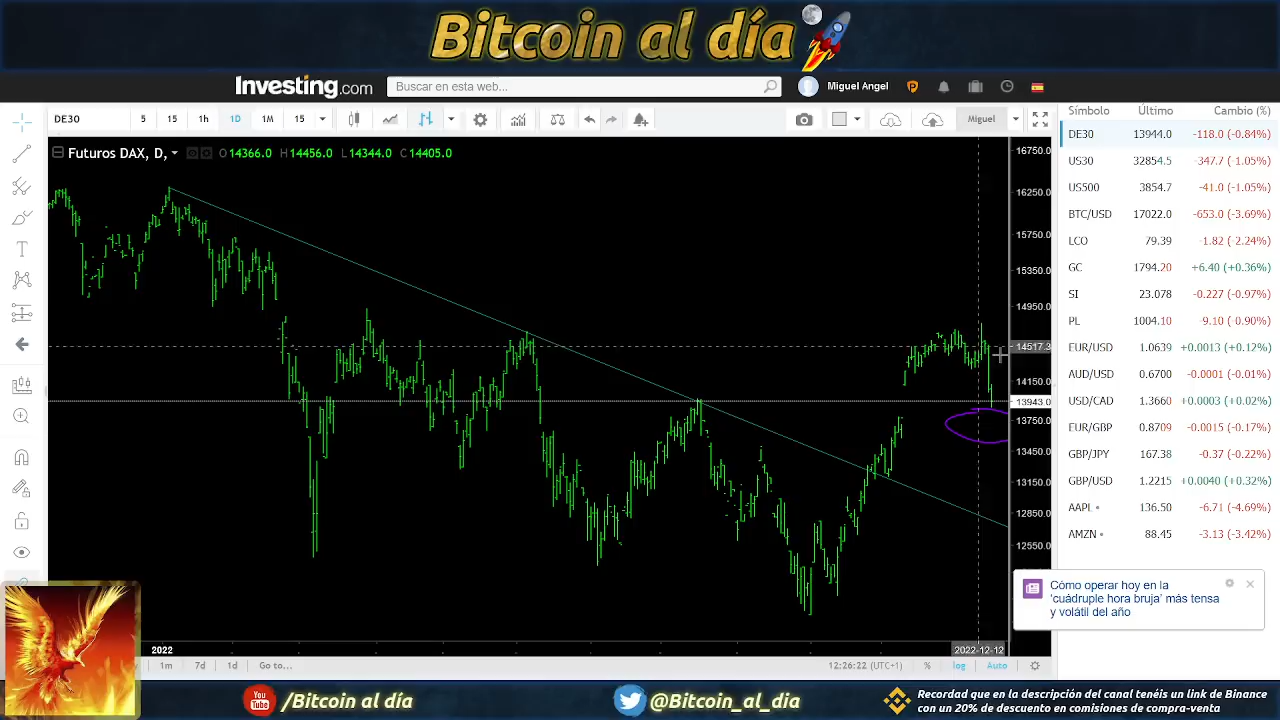 Bitcoin al día
Investing.com
Buscar en esta web...
Miguel Angel
DE30 5 15 1h 1D 1M 15
Miguel
Futuros DAX, D, O 14366.0 H 14456.0 L 14344.0 C 14405.0
16750.0
16250.0
15750.0
15350.0
14950.0
14517.3
14150.0
13943.0
13750.0
13450.0
13150.0
12850.0
12550.0
2022
2022-12-12
1m 7d 1d Go to...
12:26:22 (UTC+1) % log Auto
Símbolo Último Cambio (%)
DE30 13944.0 -118.0 (-0.84%)
US30 32854.5 -347.7 (-1.05%)
US500 3854.7 -41.0 (-1.05%)
BTC/USD 17022.0 -653.0 (-3.69%)
LCO 79.39 -1.82 (-2.24%)
GC 1794.20 +6.40 (+0.36%)
SI 23.078 -0.227 (-0.97%)
PL 1004.10 -9.10 (-0.90%)
EUR/USD 1.0639 +0.0013 (+0.12%)
AUD/USD 0.6700 -0.0001 (-0.01%)
USD/CAD 1.3660 +0.0003 (+0.02%)
EUR/GBP 0.8709 -0.0015 (-0.17%)
GBP/JPY 167.38 -0.37 (-0.22%)
GBP/USD 1.2215 +0.0040 (+0.32%)
AAPL 136.50 -6.71 (-4.69%)
AMZN 88.45 -3.13 (-3.42%)
Cómo operar hoy en la
'cuádruple hora bruja' más tensa
y volátil del año
You Tube /Bitcoin al día
@Bitcoin_al_dia
Recordad que en la descripción del canal tenéis un link de Binance
con un 20% de descuento en comisiones de compra-venta